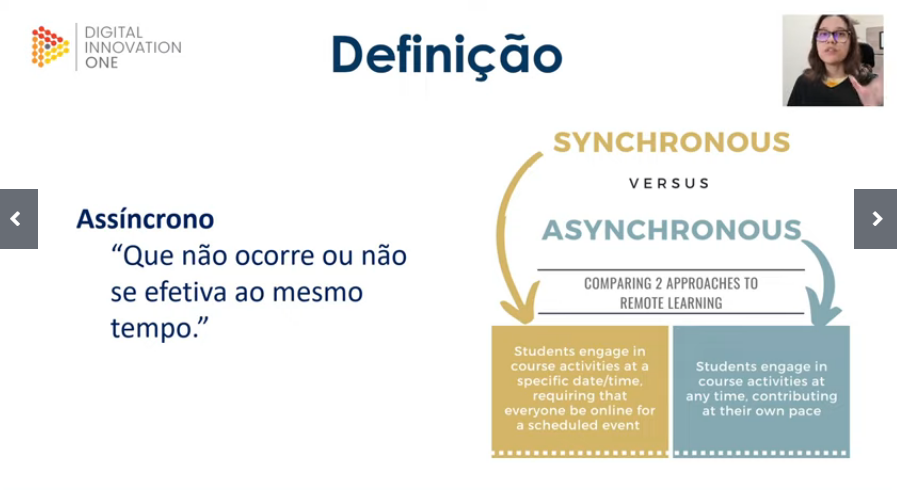 DIGITAL
INNOVATION
ONE
Definição
Assíncrono
“Que não ocorre ou não
se efetiva ao mesmo
tempo.”
SYNCHRONOUS
VERSUS
ASYNCHRONOUS
COMPARING 2 APPROACHES TO
REMOTE LEARNING
Students engage in
course activities at a
specific date/time,
requiring that
everyone be online for
a scheduled event
Students engage in
course activities at
any time, contributing
at their own pace